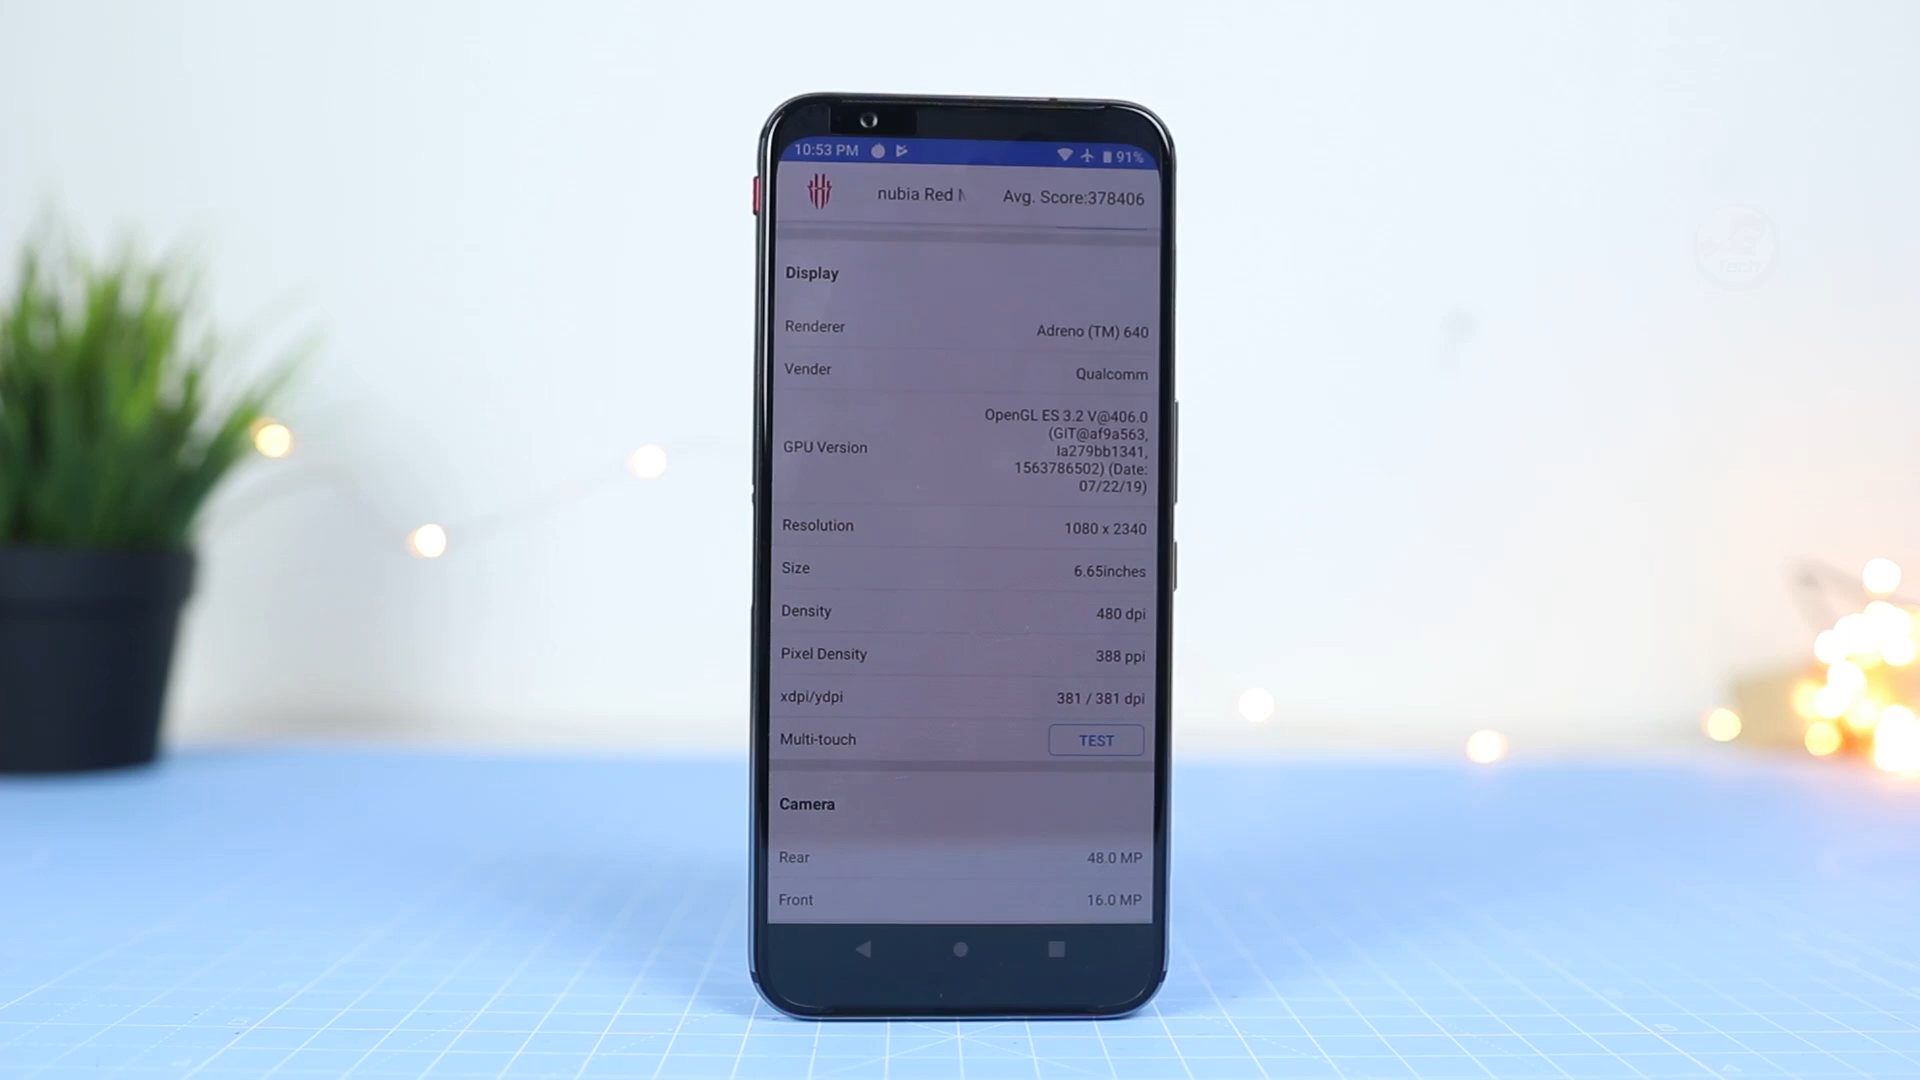 10:53 PM 91%
nubia Red Avg. Score:378406
Display
Renderer Adreno (TM) 640
Vender Qualcomm
GPU Version OpenGL ES 3.2 V@406.0
(GIT@af9a563,
Ia279bb1341,
1563786502) (Date:
07/22/19)
Resolution 1080 x 2340
Size 6.65inches
Density 480 dpi
Pixel Density 388 ppi
xdpi/ydpi 381 / 381 dpi
Multi-touch TEST
Camera
Rear 48.0 MP
Front 16.0 MP